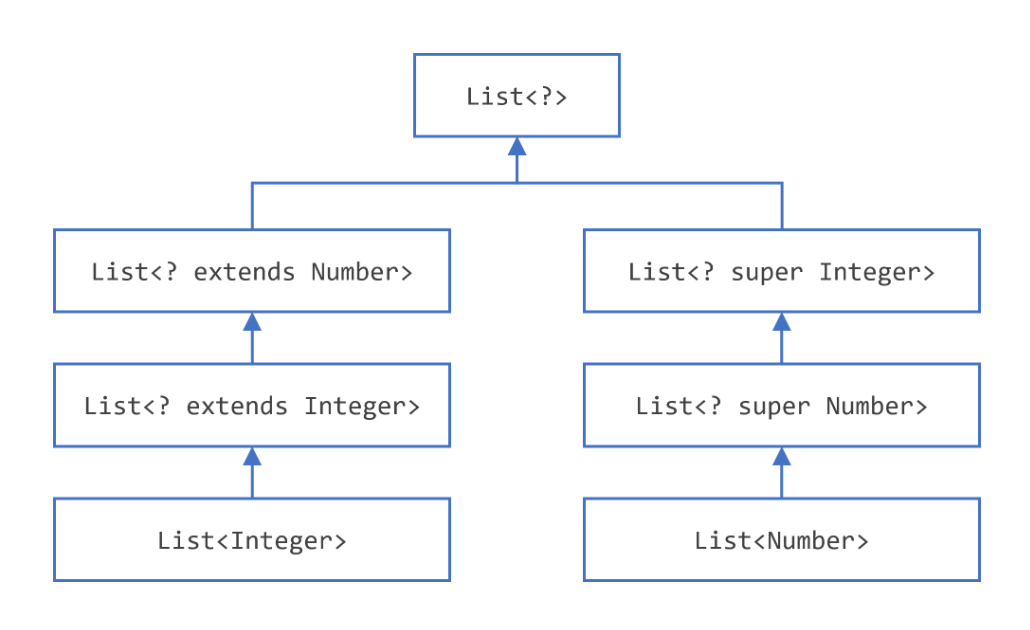 List<?>
List<? extends Number>
List<? super Integer>
List<? extends Integer>
List<? super Number>
List<Integer>
List<Number>